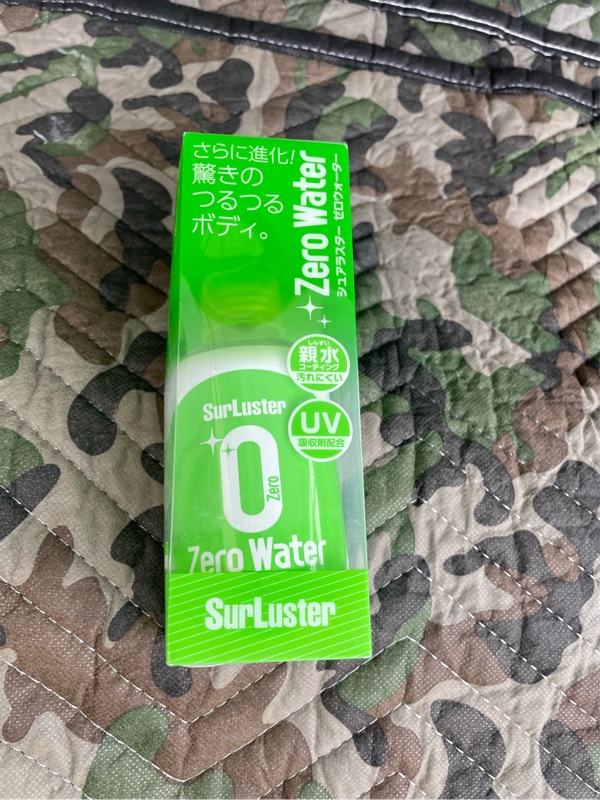 さらに進化!
驚きの
つるつる
ボディ。
Zero Water
シュアラスター ゼロウォーター
しんすい
親水
コーティング
汚れにくい
UV
吸収剤配合
SurLuster
0
Zero
Zero Water
SurLuster